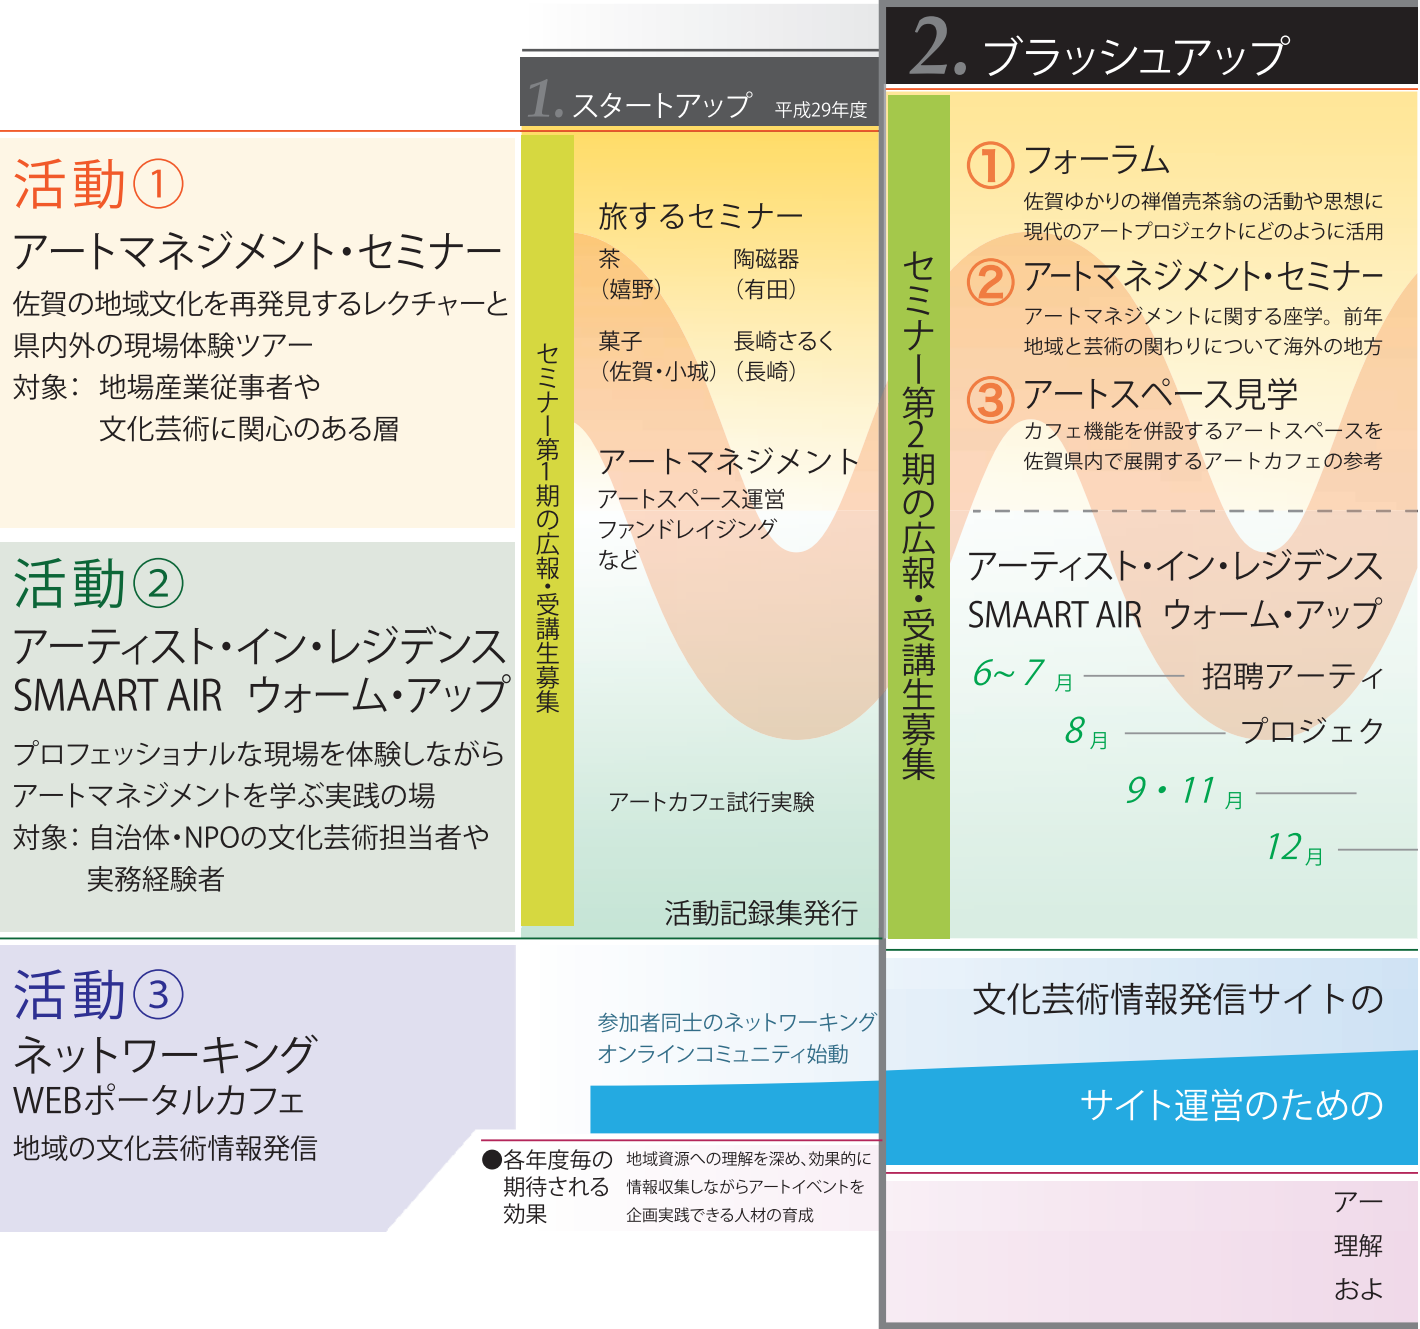 活動①
アートマネジメント・セミナー
佐賀の地域文化を再発見するレクチャーと
県内外の現場体験ツアー
対象： 地場産業従事者や
文化芸術に関心のある層
活動②
アーティスト・イン・レジデンス
SMAART AIR ウォーム・アップ
プロフェッショナルな現場を体験しながら
アートマネジメントを学ぶ実践の場
対象：自治体・NPOの文化芸術担当者や
実務経験者
活動③
ネットワーキング
WEBポータルカフェ
地域の文化芸術情報発信
1. スタートアップ 平成29年度
セミナー第1期の広報・受講生募集
旅するセミナー
茶
（嬉野）
陶磁器
（有田）
菓子
（佐賀・小城）
長崎さるく
（長崎）
アートマネジメント
アートスペース運営
ファンドレイジング
など
アートカフェ試行実験
活動記録集発行
参加者同士のネットワーキング
オンラインコミュニティ始動
●各年度毎の
期待される
効果
地域資源への理解を深め、効果的に
情報収集しながらアートイベントを
企画実践できる人材の育成
2. ブラッシュアップ
セミナー第2期の広報・受講生募集
① フォーラム
佐賀ゆかりの禅僧売茶翁の活動や思想に
現代のアートプロジェクトにどのように活用
② アートマネジメント・セミナー
アートマネジメントに関する座学。前年
地域と芸術の関わりについて海外の地方
③ アートスペース見学
カフェ機能を併設するアートスペースを
佐賀県内で展開するアートカフェの参考
アーティスト・イン・レジデンス
SMAART AIR ウォーム・アップ
6~7月 招聘アーティ
8月 プロジェク
9・11月
12月
文化芸術情報発信サイトの
サイト運営のための
アー
理解
およ